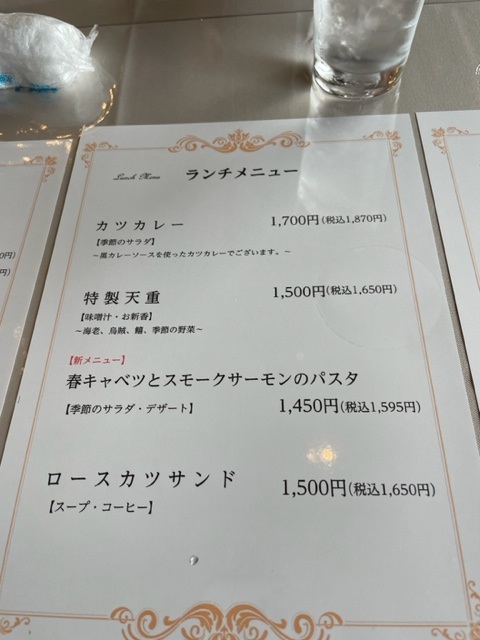 Lunch Menu
ランチメニュー
カツカレー
1,700円(税込1,870円)
【季節のサラダ】
～黒カレーソースを使ったカツカレーでございます。～
特製天重
1,500円(税込1,650円)
【味噌汁・お新香】
～海老、烏賊、鱚、季節の野菜～
【新メニュー】
春キャベツとスモークサーモンのパスタ
【季節のサラダ・デザート】
1,450円(税込1,595円)
ロースカツサンド
1,500円(税込1,650円)
【スープ・コーヒー】